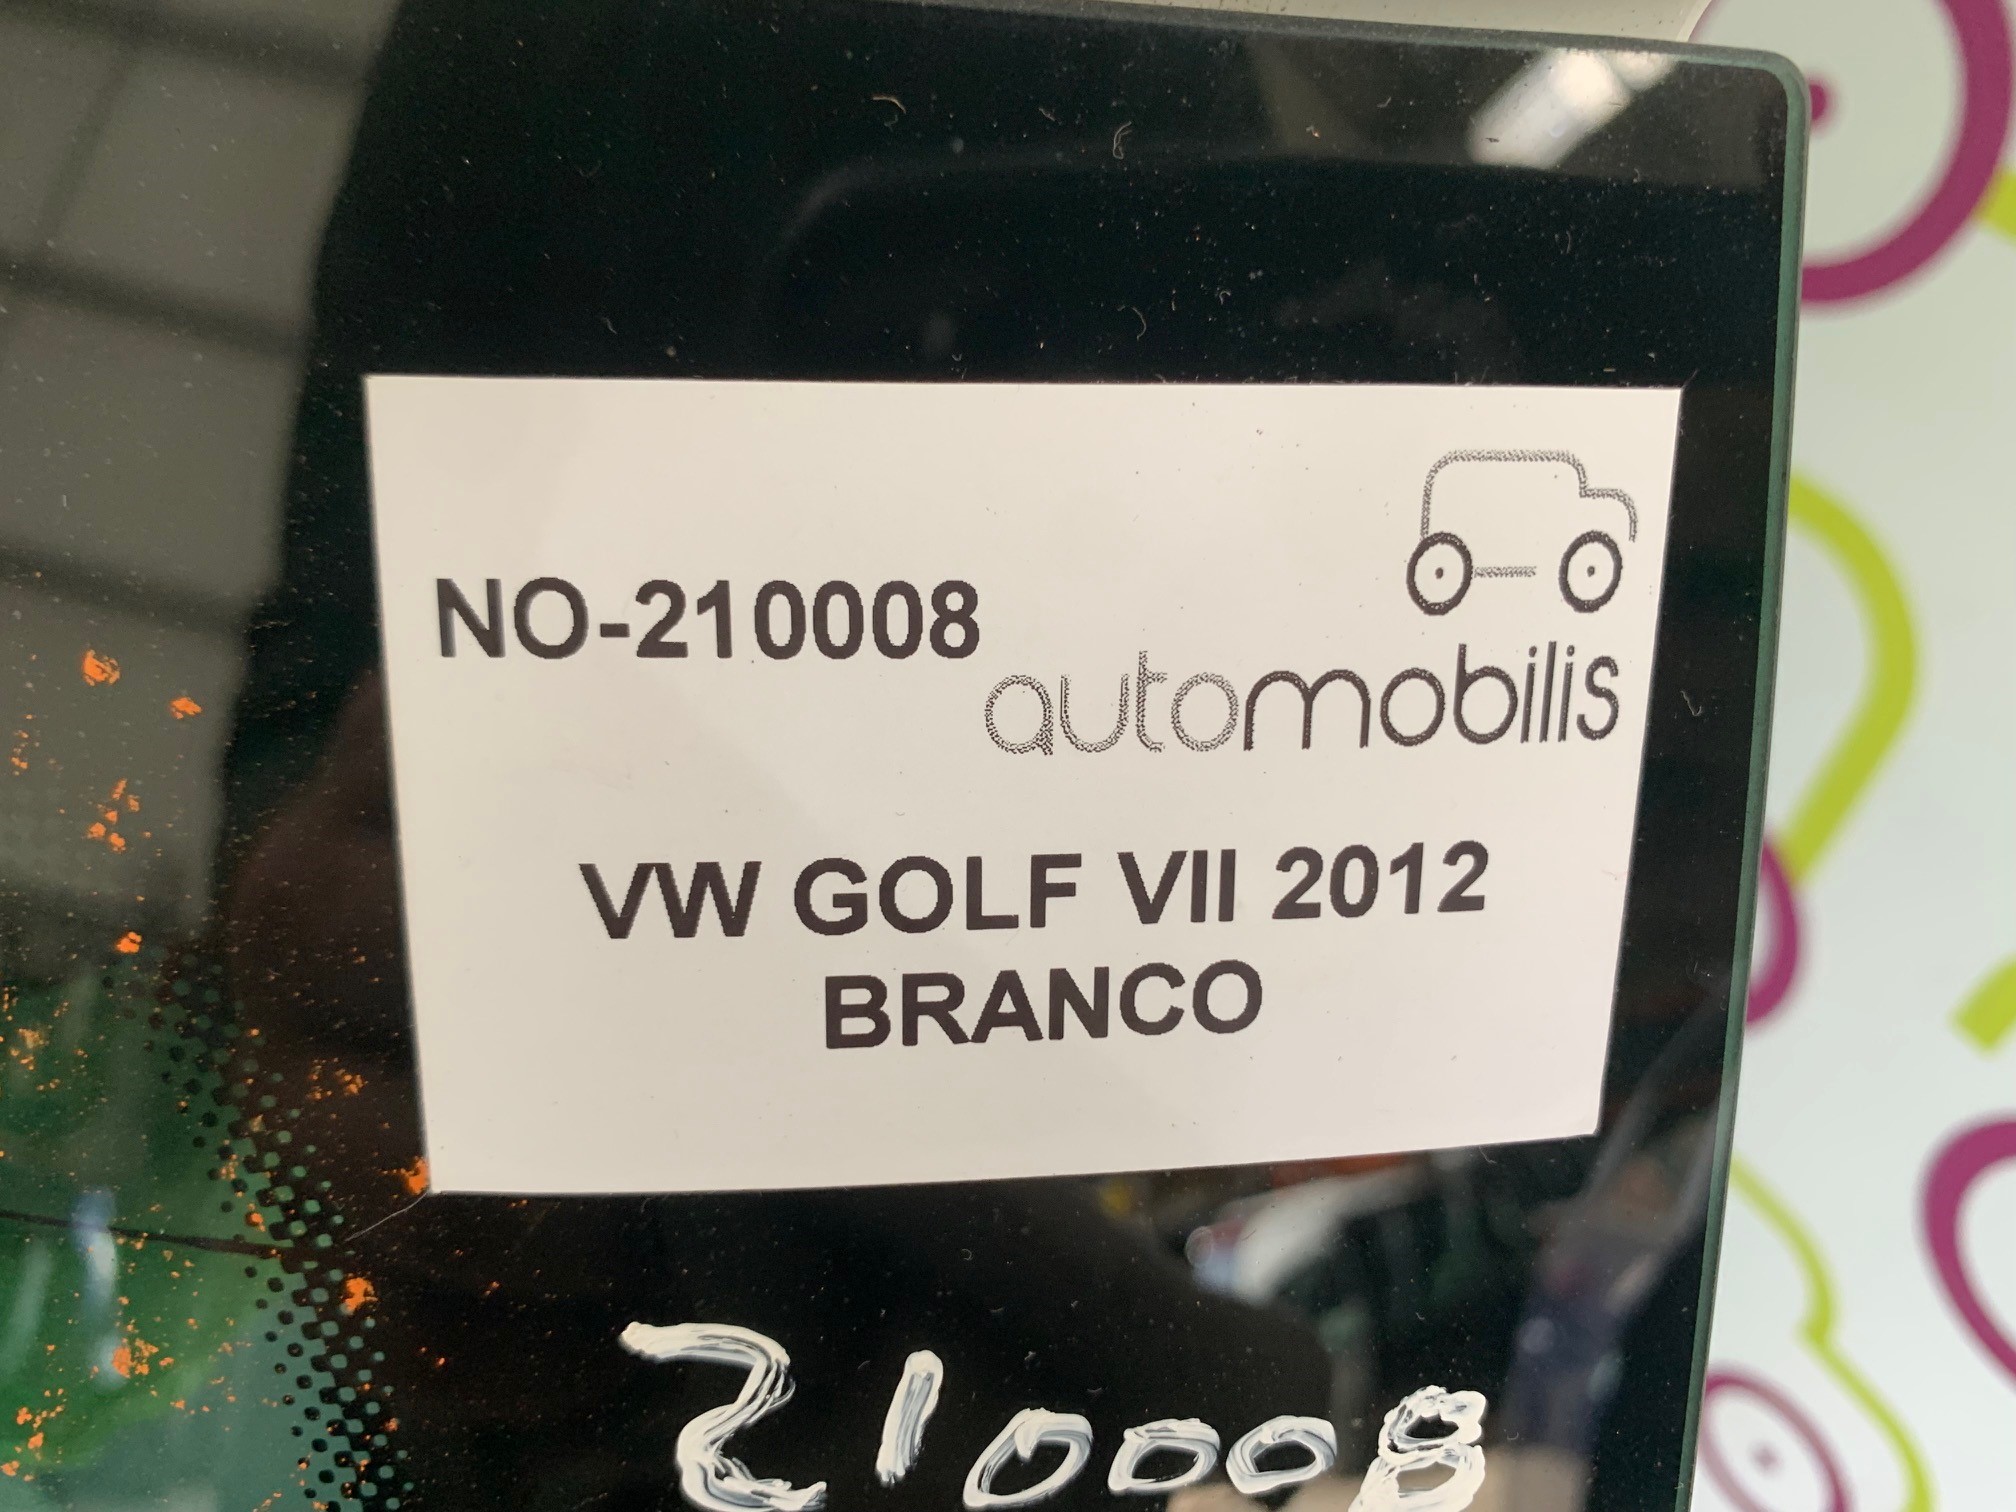 NO-210008
automobilis
VW GOLF VII 2012
BRANCO
210008